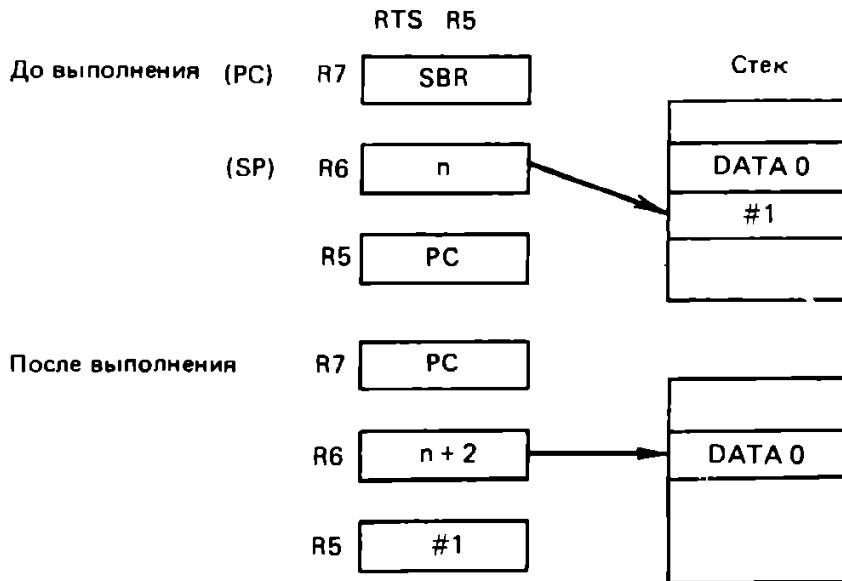 RTS R5
До выполнения (PC) R7 SBR Стек
(SP) R6 n DATA 0
#1
R5 PC
После выполнения R7 PC
R6 n + 2 DATA 0
R5 #1